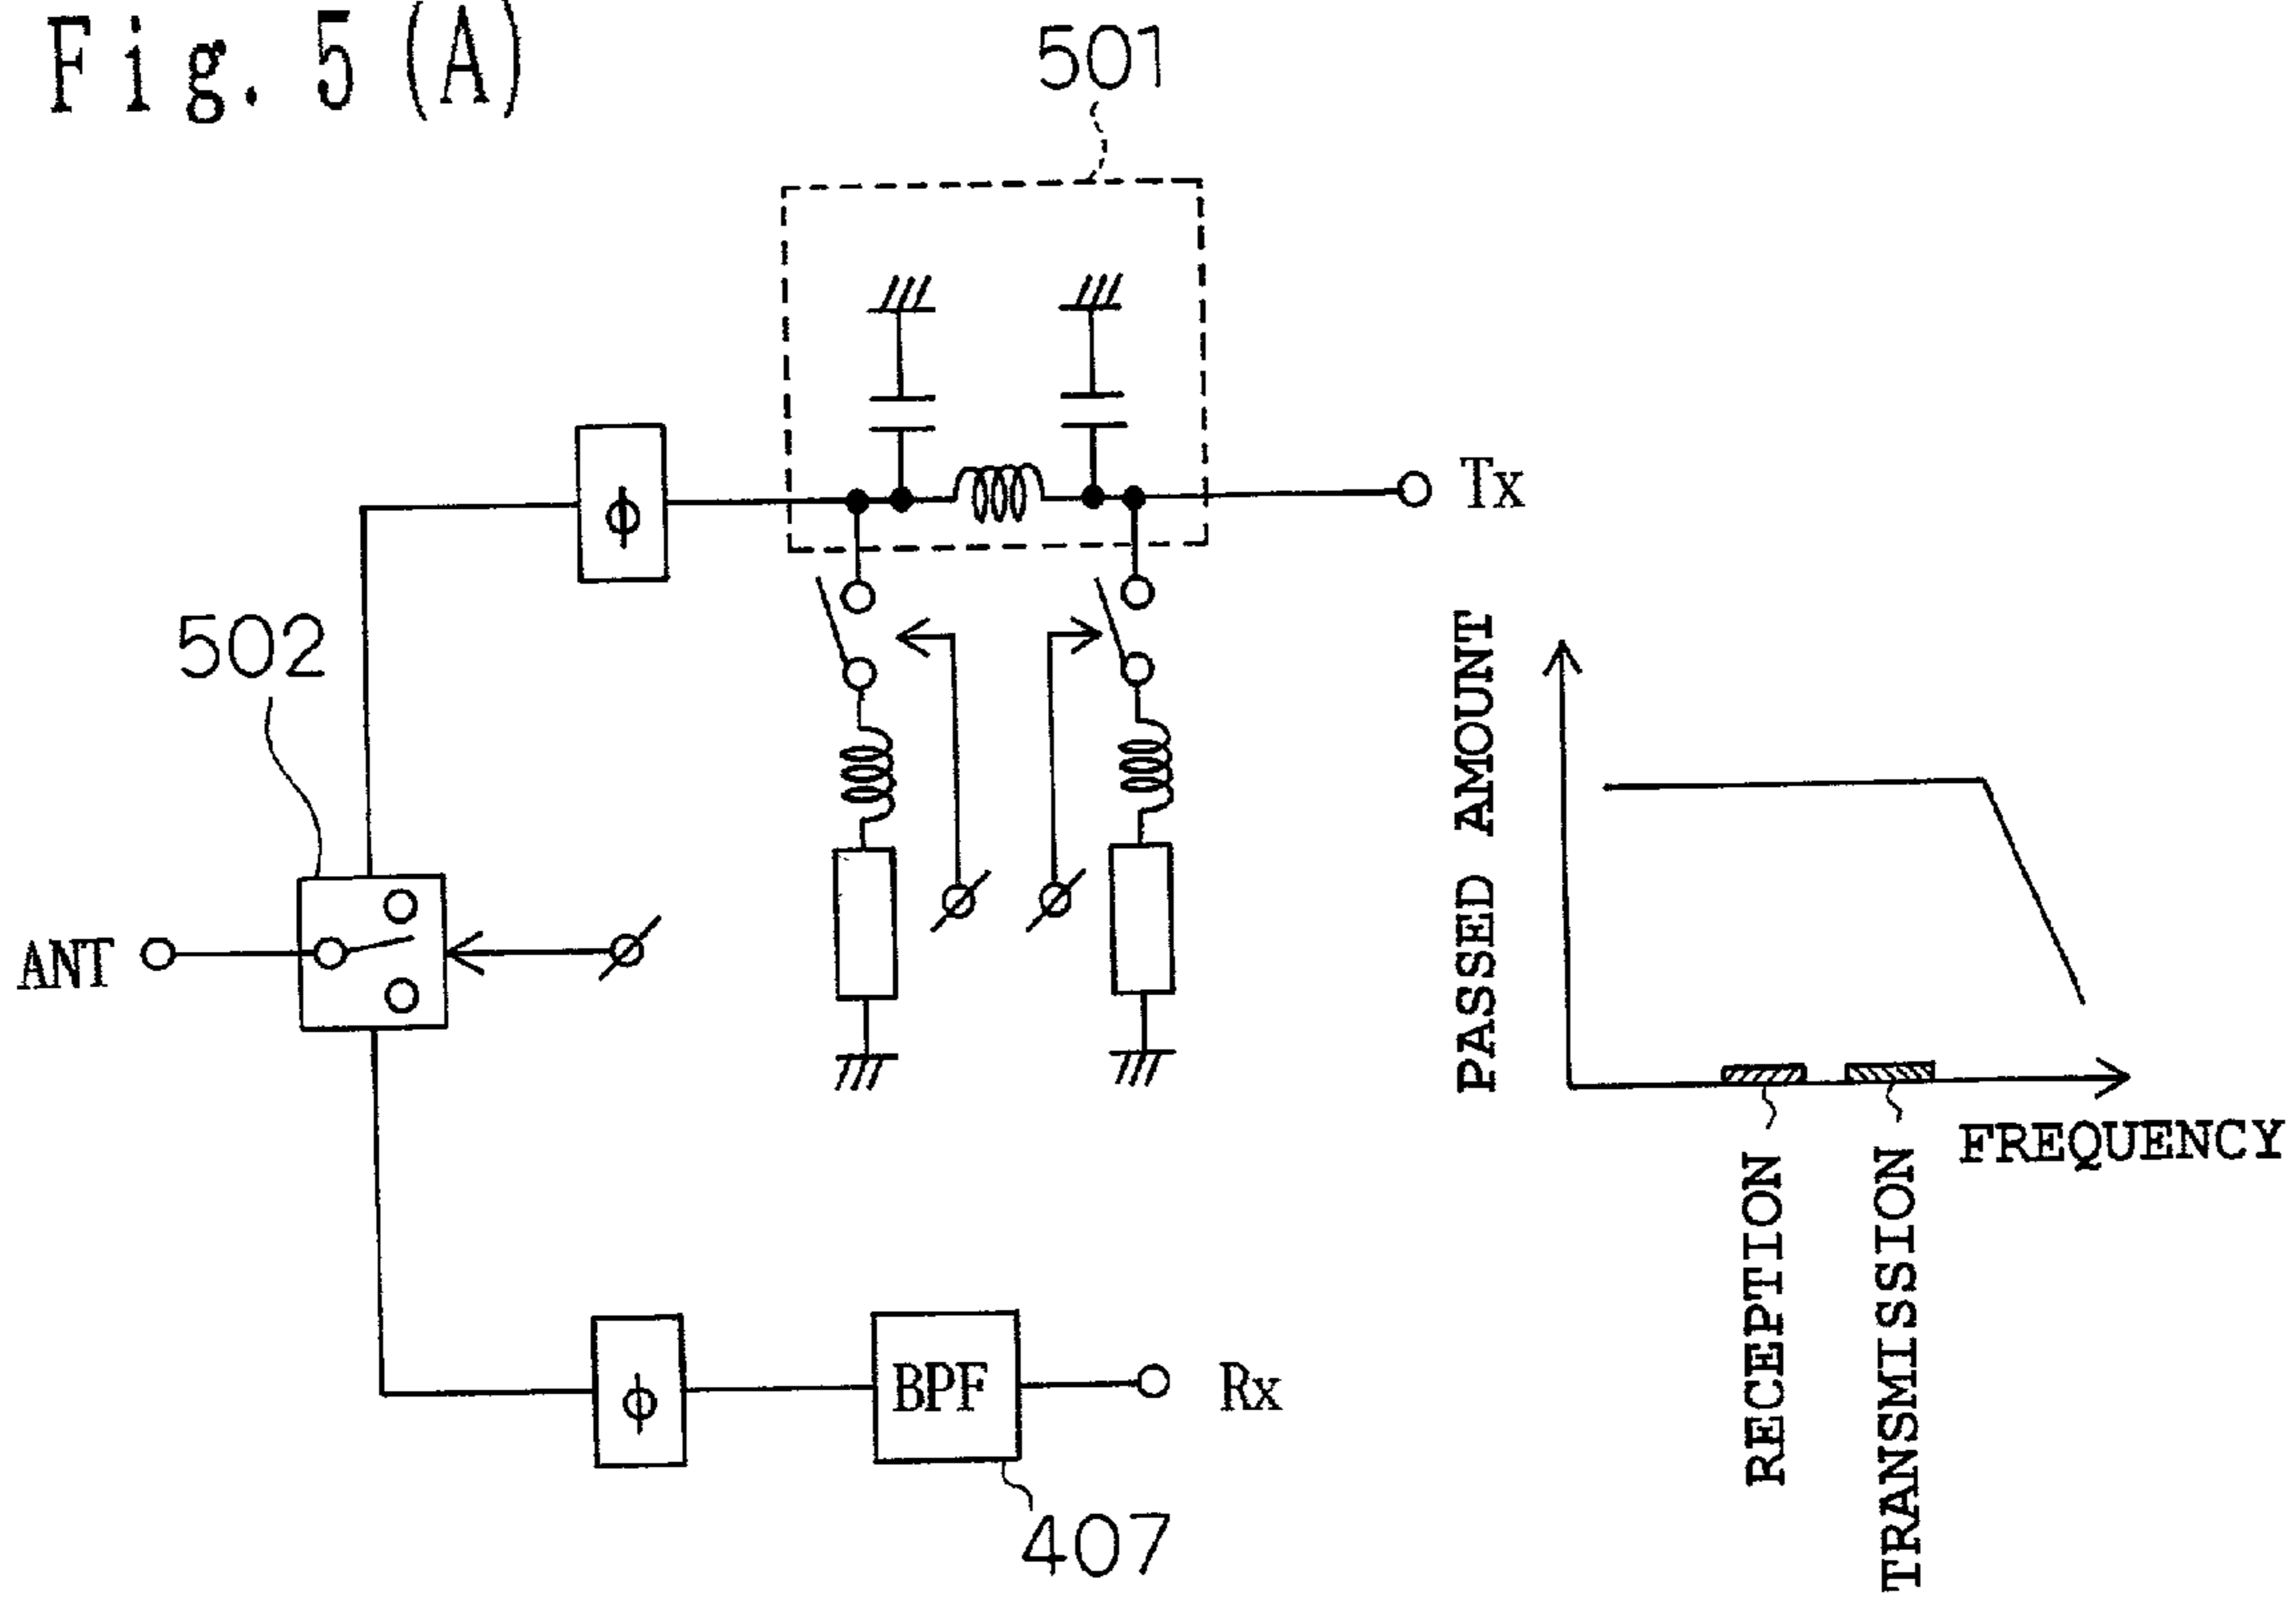 Fig. 5 (A)
501
ϕ
Tx
502
ANT
PASSED AMOUNT
FREQUENCY
RECEPTION
TRANSMISSION
ϕ
BPF
Rx
407